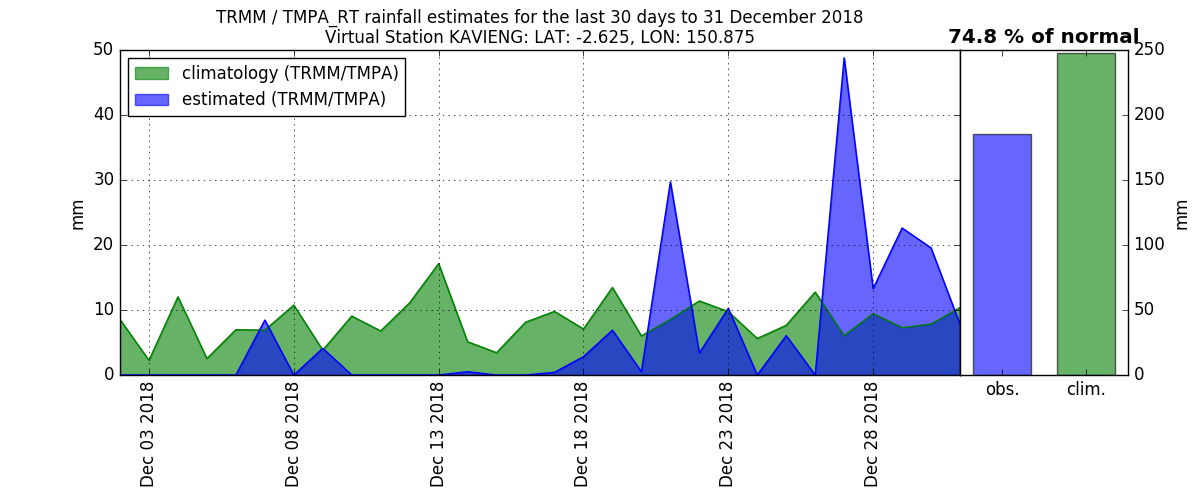 TRMM / TMPA_RT rainfall estimates for the last 30 days to 31 December 2018
Virtual Station KAVIENG: LAT: -2.625, LON: 150.875
74.8 % of normal
climatology (TRMM/TMPA)
estimated (TRMM/TMPA)
50
40
30
20
10
0
mm
Dec 03 2018
Dec 08 2018
Dec 13 2018
Dec 18 2018
Dec 23 2018
Dec 28 2018
obs.
clim.
250
200
150
100
50
0
mm